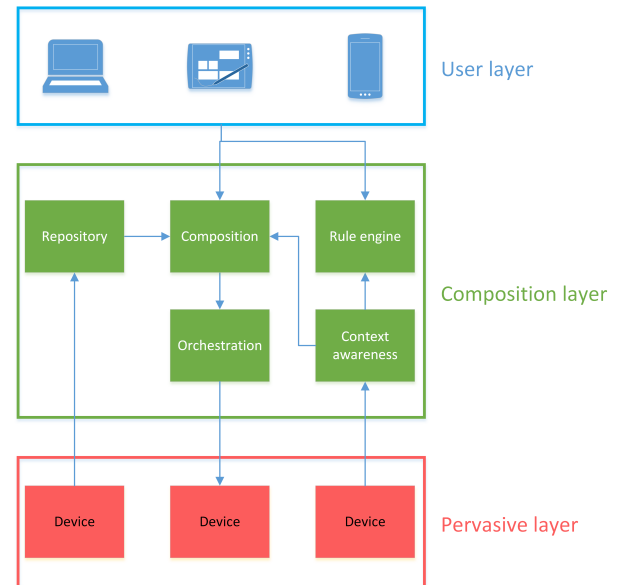 User layer
Repository
Composition
Rule engine
Composition layer
Orchestration
Context
awareness
Device
Device
Device
Pervasive layer